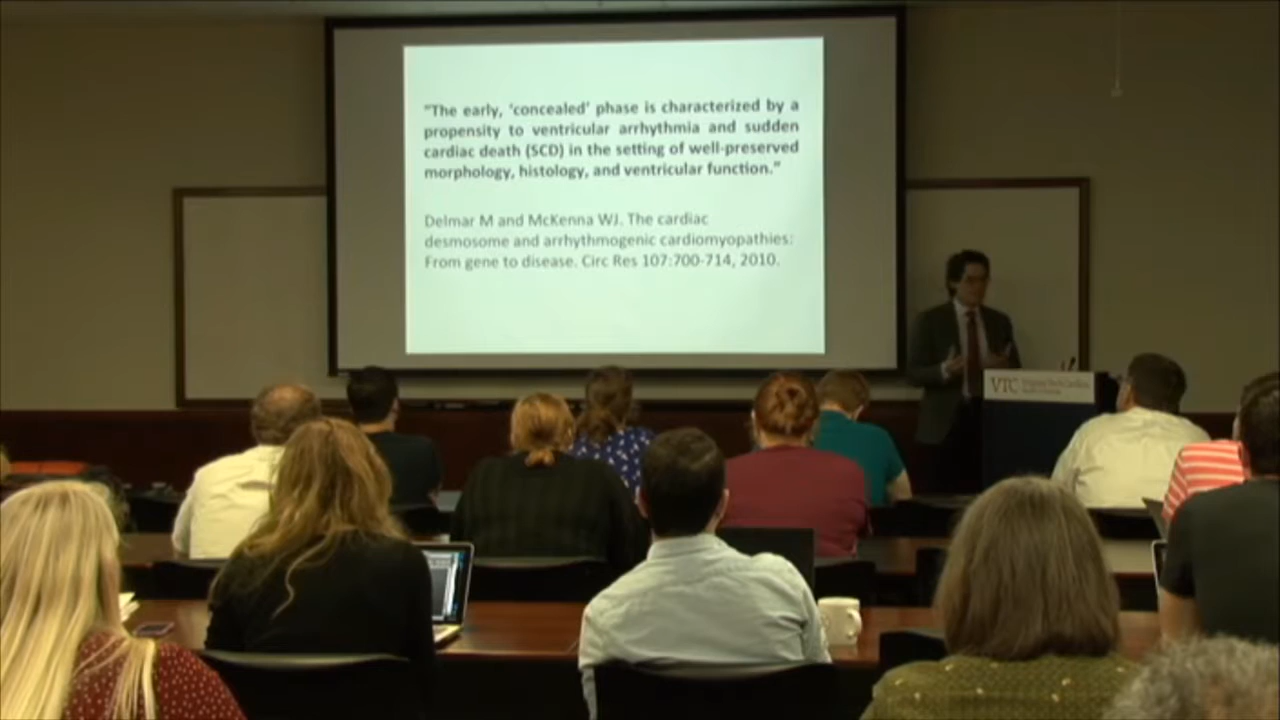 "The early, 'concealed' phase is characterized by a
propensity to ventricular arrhythmia and sudden
cardiac death (SCD) in the setting of well-preserved
morphology, histology, and ventricular function."
Delmar M and McKenna WJ. The cardiac
desmosome and arrhythmogenic cardiomyopathies:
From gene to disease. Circ Res 107:700-714, 2010.
VTC